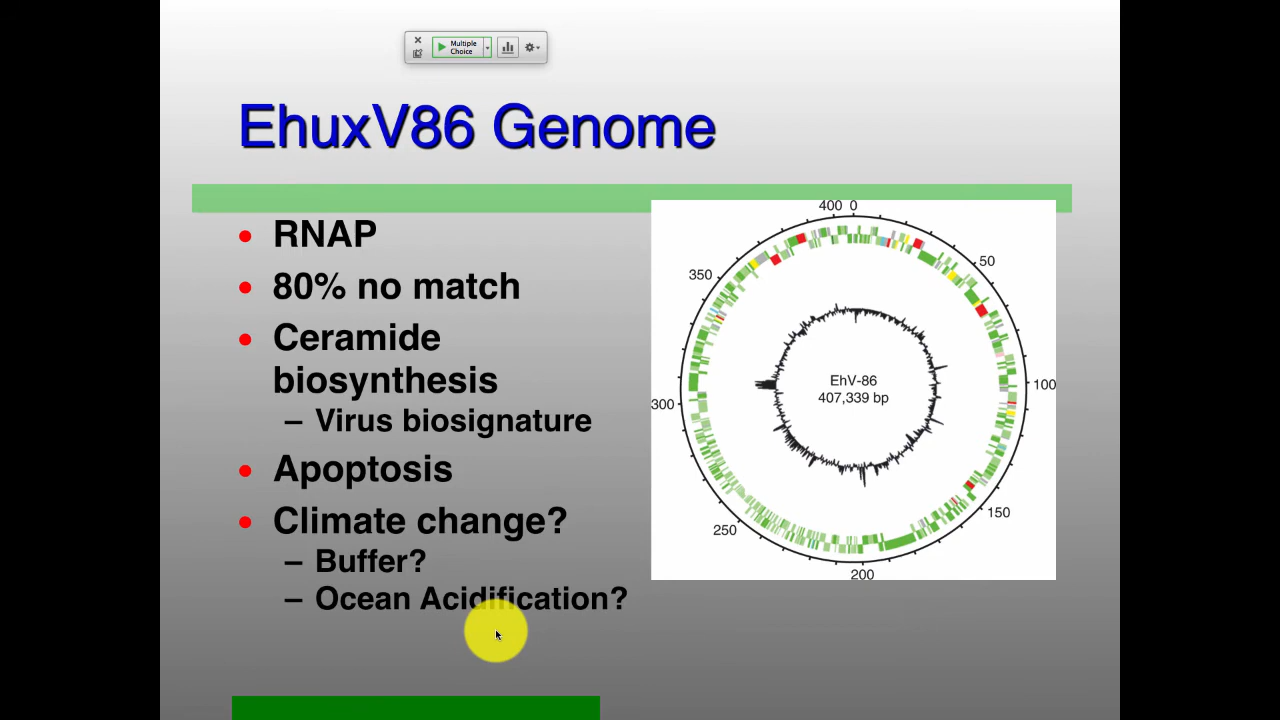 Multiple
Choice
EhuxV86 Genome
• RNAP
• 80% no match
• Ceramide
biosynthesis
– Virus biosignature
• Apoptosis
• Climate change?
– Buffer?
– Ocean Acidification?
400 0
50
100
150
200
250
300
350
EhV-86
407,339 bp